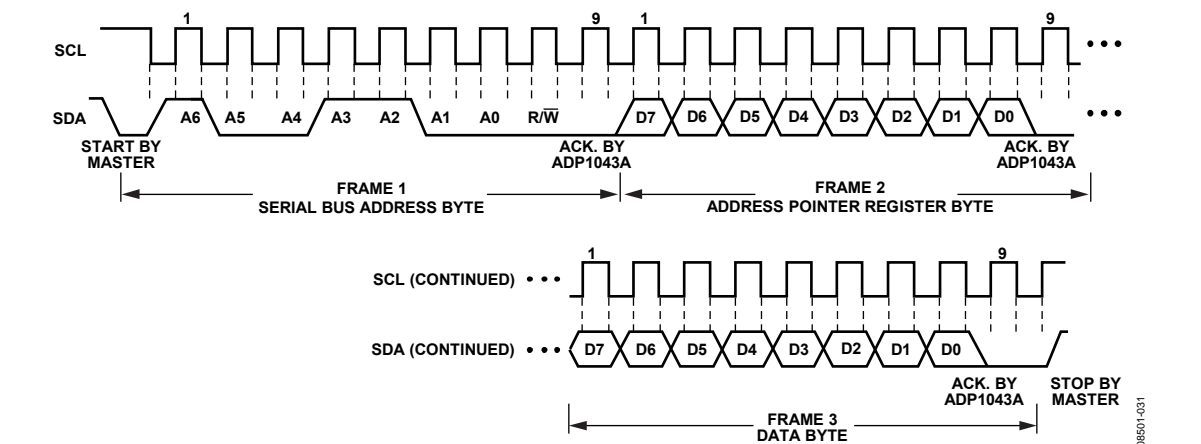 1 9 1 9
SCL
SDA A6 A5 A4 A3 A2 A1 A0 R/W̅ D7 D6 D5 D4 D3 D2 D1 D0
START BY
MASTER
ACK. BY
ADP1043A
ACK. BY
ADP1043A
FRAME 1
SERIAL BUS ADDRESS BYTE
FRAME 2
ADDRESS POINTER REGISTER BYTE
1 9
SCL (CONTINUED)
SDA (CONTINUED) D7 D6 D5 D4 D3 D2 D1 D0
ACK. BY
ADP1043A
STOP BY
MASTER
FRAME 3
DATA BYTE
08501-031